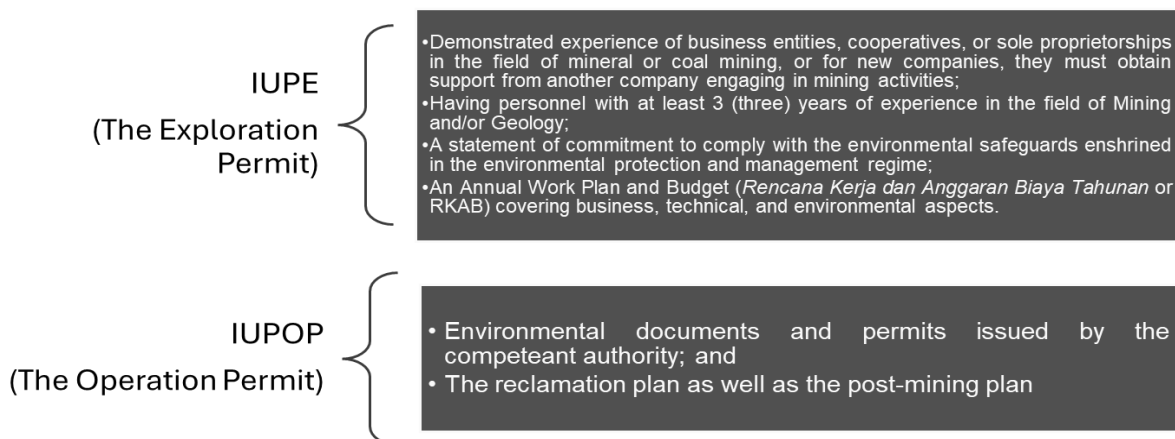 IUPE
(The Exploration
Permit)
•Demonstrated experience of business entities, cooperatives, or sole proprietorships
in the field of mineral or coal mining, or for new companies, they must obtain
support from another company engaging in mining activities;
•Having personnel with at least 3 (three) years of experience in the field of Mining
and/or Geology;
•A statement of commitment to comply with the environmental safeguards enshrined
in the environmental protection and management regime;
•An Annual Work Plan and Budget (Rencana Kerja dan Anggaran Biaya Tahunan or
RKAB) covering business, technical, and environmental aspects.
IUPOP
(The Operation Permit)
• Environmental documents and permits issued by the
competeant authority; and
• The reclamation plan as well as the post-mining plan